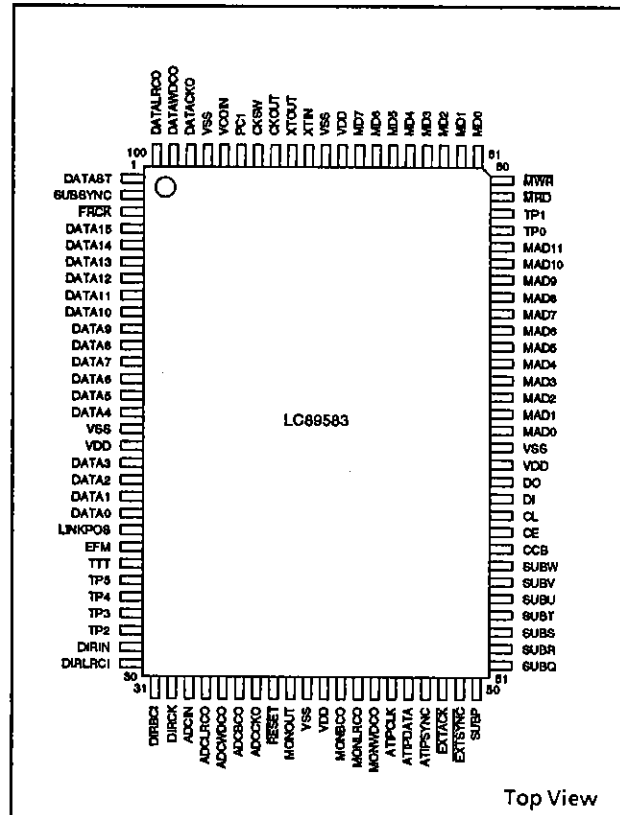 DATALRCO
DATAWDCO
DATACKO
VSS
VCOIN
PC1
CKSW
CKOUT
XTOUT
XTIN
VSS
VDD
MD7
MD6
MD5
MD4
MD3
MD2
MD1
MD0
100
1
81
80
DATAST
SUBSYNC
FRCK
DATA15
DATA14
DATA13
DATA12
DATA11
DATA10
DATA9
DATA8
DATA7
DATA6
DATA5
DATA4
VSS
VDD
DATA3
DATA2
DATA1
DATA0
LINKPOS
EFM
TTT
TP5
TP4
TP3
TP2
DIRIN
DIRLRCI
LC89583
MWR
MRD
TP1
TP0
MAD11
MAD10
MAD9
MAD8
MAD7
MAD6
MAD5
MAD4
MAD3
MAD2
MAD1
MAD0
VSS
VDD
DO
DI
CL
CE
CCB
SUBW
SUBV
SUBU
SUBT
SUBS
SUBR
SUBQ
30
31
51
50
DIRBCI
DIRCK
ADCIN
ADCLRCO
ADCWDCO
ADCBCO
ADCCKO
RESET
MONOUT
VSS
VDD
MONBCO
MONLRCO
MONWDCO
ATIPCLK
ATIPDATA
ATIPSYNC
EXTACK
EXTSYNC
SUBP
Top View